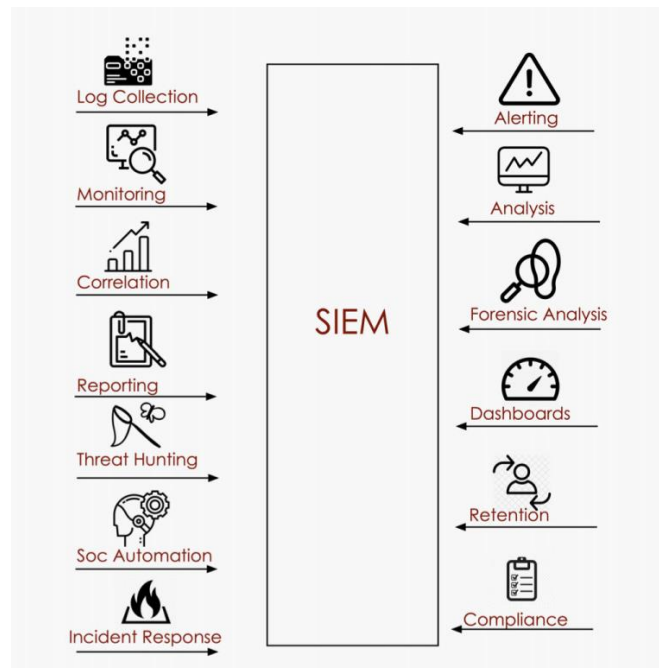 Log Collection
Monitoring
Correlation
Reporting
Threat Hunting
Soc Automation
Incident Response
SIEM
Alerting
Analysis
Forensic Analysis
Dashboards
Retention
Compliance